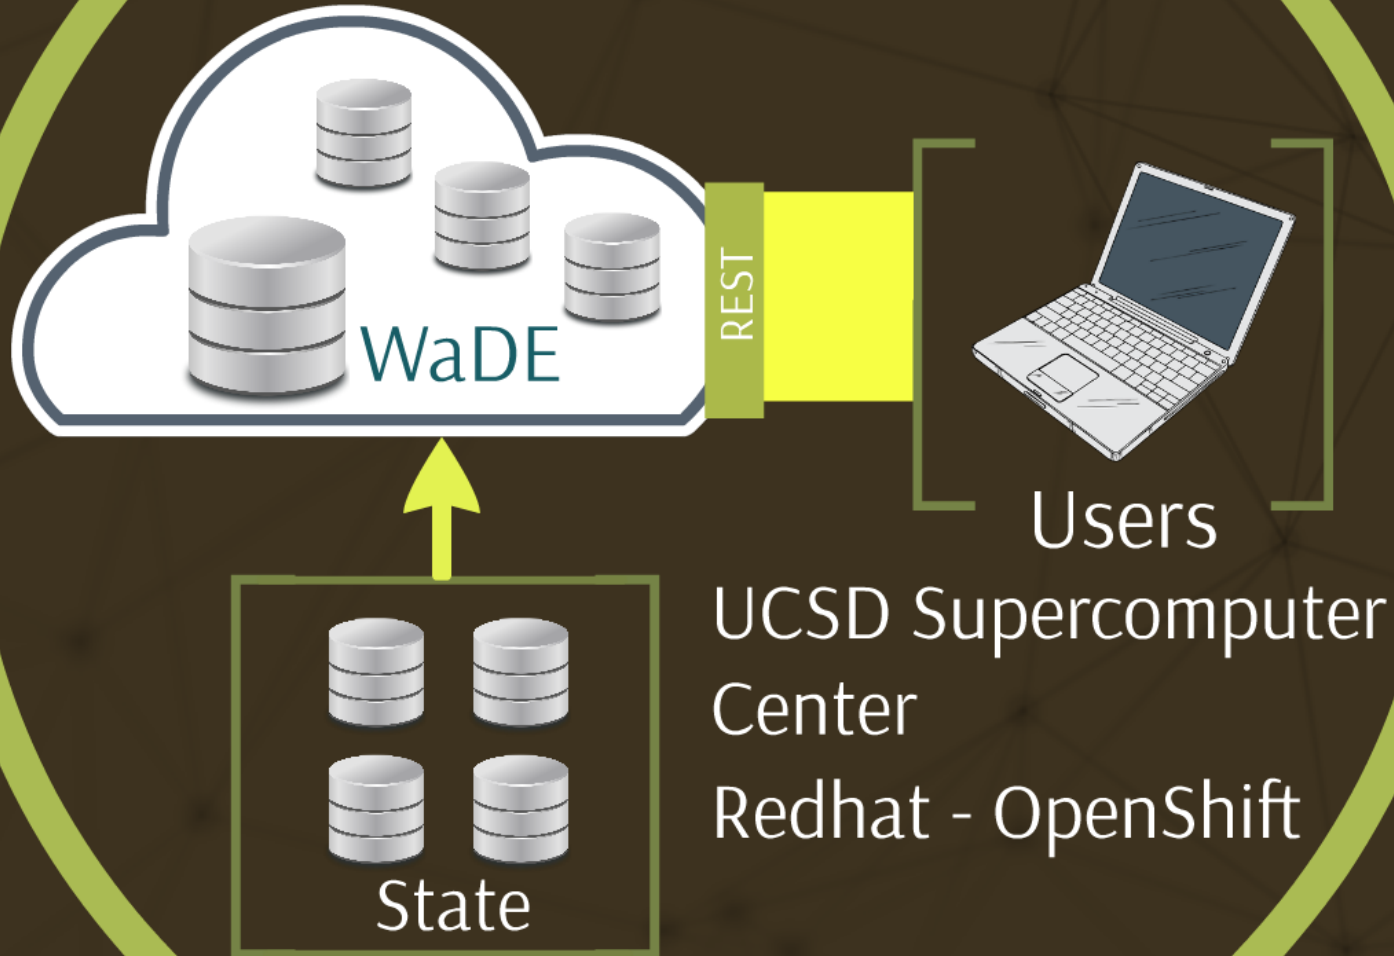 WaDE
REST
Users
UCSD Supercomputer
Center
Redhat - OpenShift
State